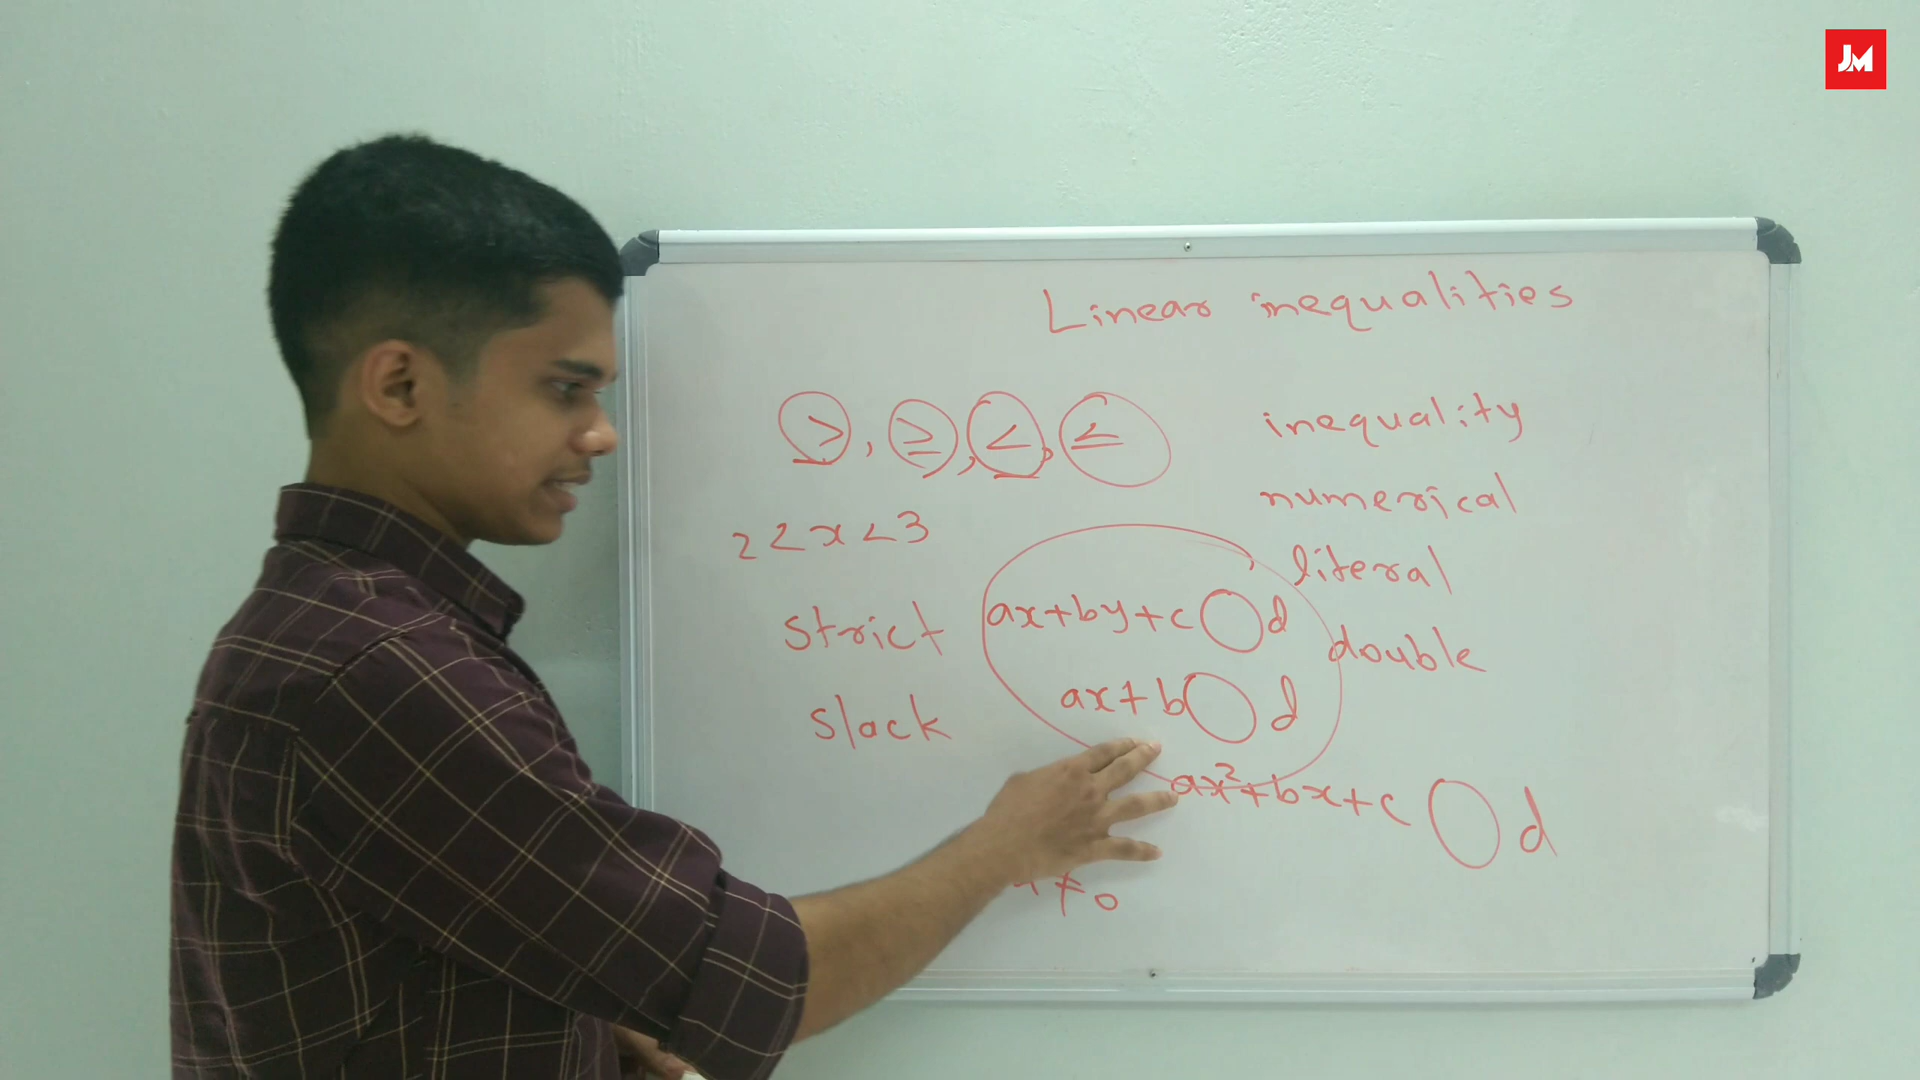 JM
Linear inequalities
>, ≥, <, ≤
inequality
numerical
2<x<3
literal
strict
ax+by+c ◯ d
double
slack
ax+b ◯ d
ax²+bx+c ◯ d
≠0